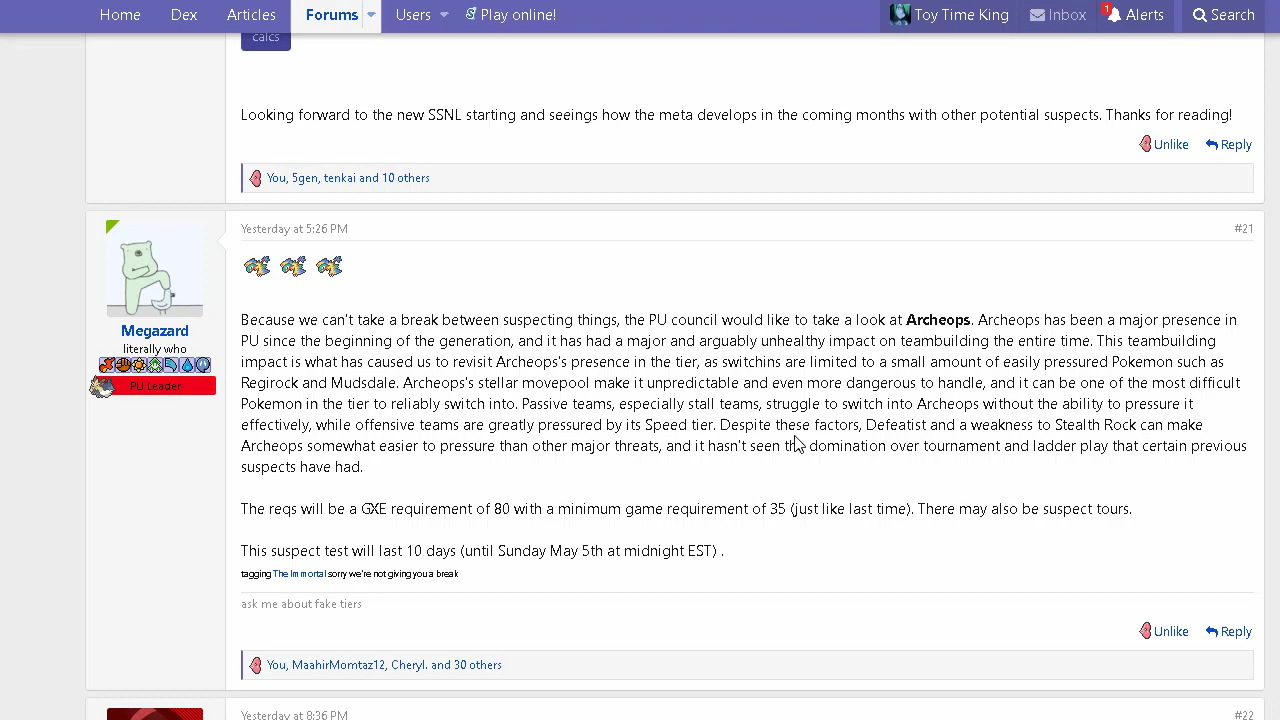 Home Dex Articles Forums Users Play online! Toy Time King Inbox 1 Alerts Search
calcs
Looking forward to the new SSNL starting and seeings how the meta develops in the coming months with other potential suspects. Thanks for reading!
Unlike Reply
You, 5gen, tenkai and 10 others
Yesterday at 5:26 PM #21
Megazard
literally who
PU Leader
Because we can't take a break between suspecting things, the PU council would like to take a look at Archeops. Archeops has been a major presence in
PU since the beginning of the generation, and it has had a major and arguably unhealthy impact on teambuilding the entire time. This teambuilding
impact is what has caused us to revisit Archeops's presence in the tier, as switchins are limited to a small amount of easily pressured Pokemon such as
Regirock and Mudsdale. Archeops's stellar movepool make it unpredictable and even more dangerous to handle, and it can be one of the most difficult
Pokemon in the tier to reliably switch into. Passive teams, especially stall teams, struggle to switch into Archeops without the ability to pressure it
effectively, while offensive teams are greatly pressured by its Speed tier. Despite these factors, Defeatist and a weakness to Stealth Rock can make
Archeops somewhat easier to pressure than other major threats, and it hasn't seen the domination over tournament and ladder play that certain previous
suspects have had.
The reqs will be a GXE requirement of 80 with a minimum game requirement of 35 (just like last time). There may also be suspect tours.
This suspect test will last 10 days (until Sunday May 5th at midnight EST) .
tagging The Immortal sorry we're not giving you a break
ask me about fake tiers
Unlike Reply
You, MaahirMomtaz12, Cheryl. and 30 others
Yesterday at 8:36 PM #22